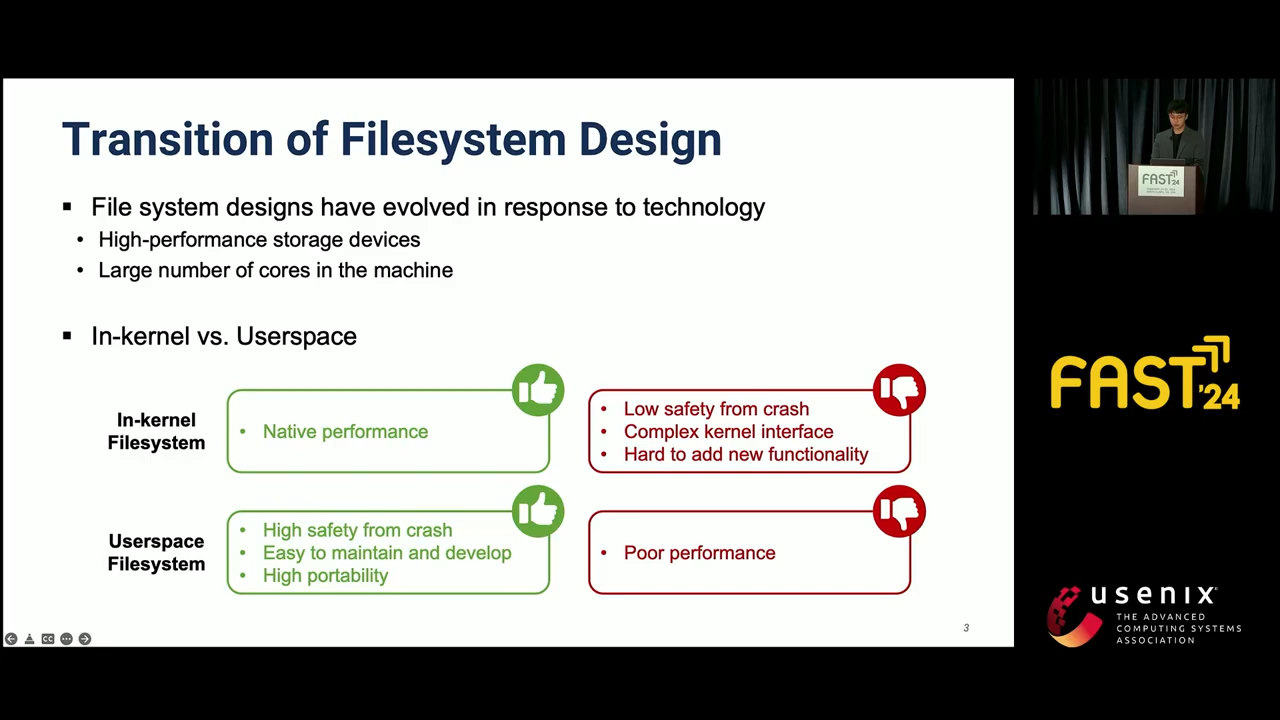 Transition of Filesystem Design
▪ File system designs have evolved in response to technology
• High-performance storage devices
• Large number of cores in the machine
▪ In-kernel vs. Userspace
In-kernel
Filesystem
• Native performance
• Low safety from crash
• Complex kernel interface
• Hard to add new functionality
Userspace
Filesystem
• High safety from crash
• Easy to maintain and develop
• High portability
• Poor performance
3
CC
FAST'24
FAST'24
usenix
THE ADVANCED
COMPUTING SYSTEMS
ASSOCIATION